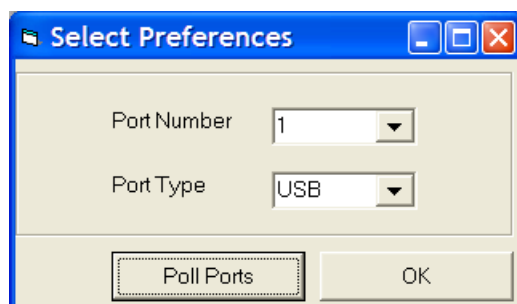 Select Preferences
Port Number 1
Port Type USB
Poll Ports OK